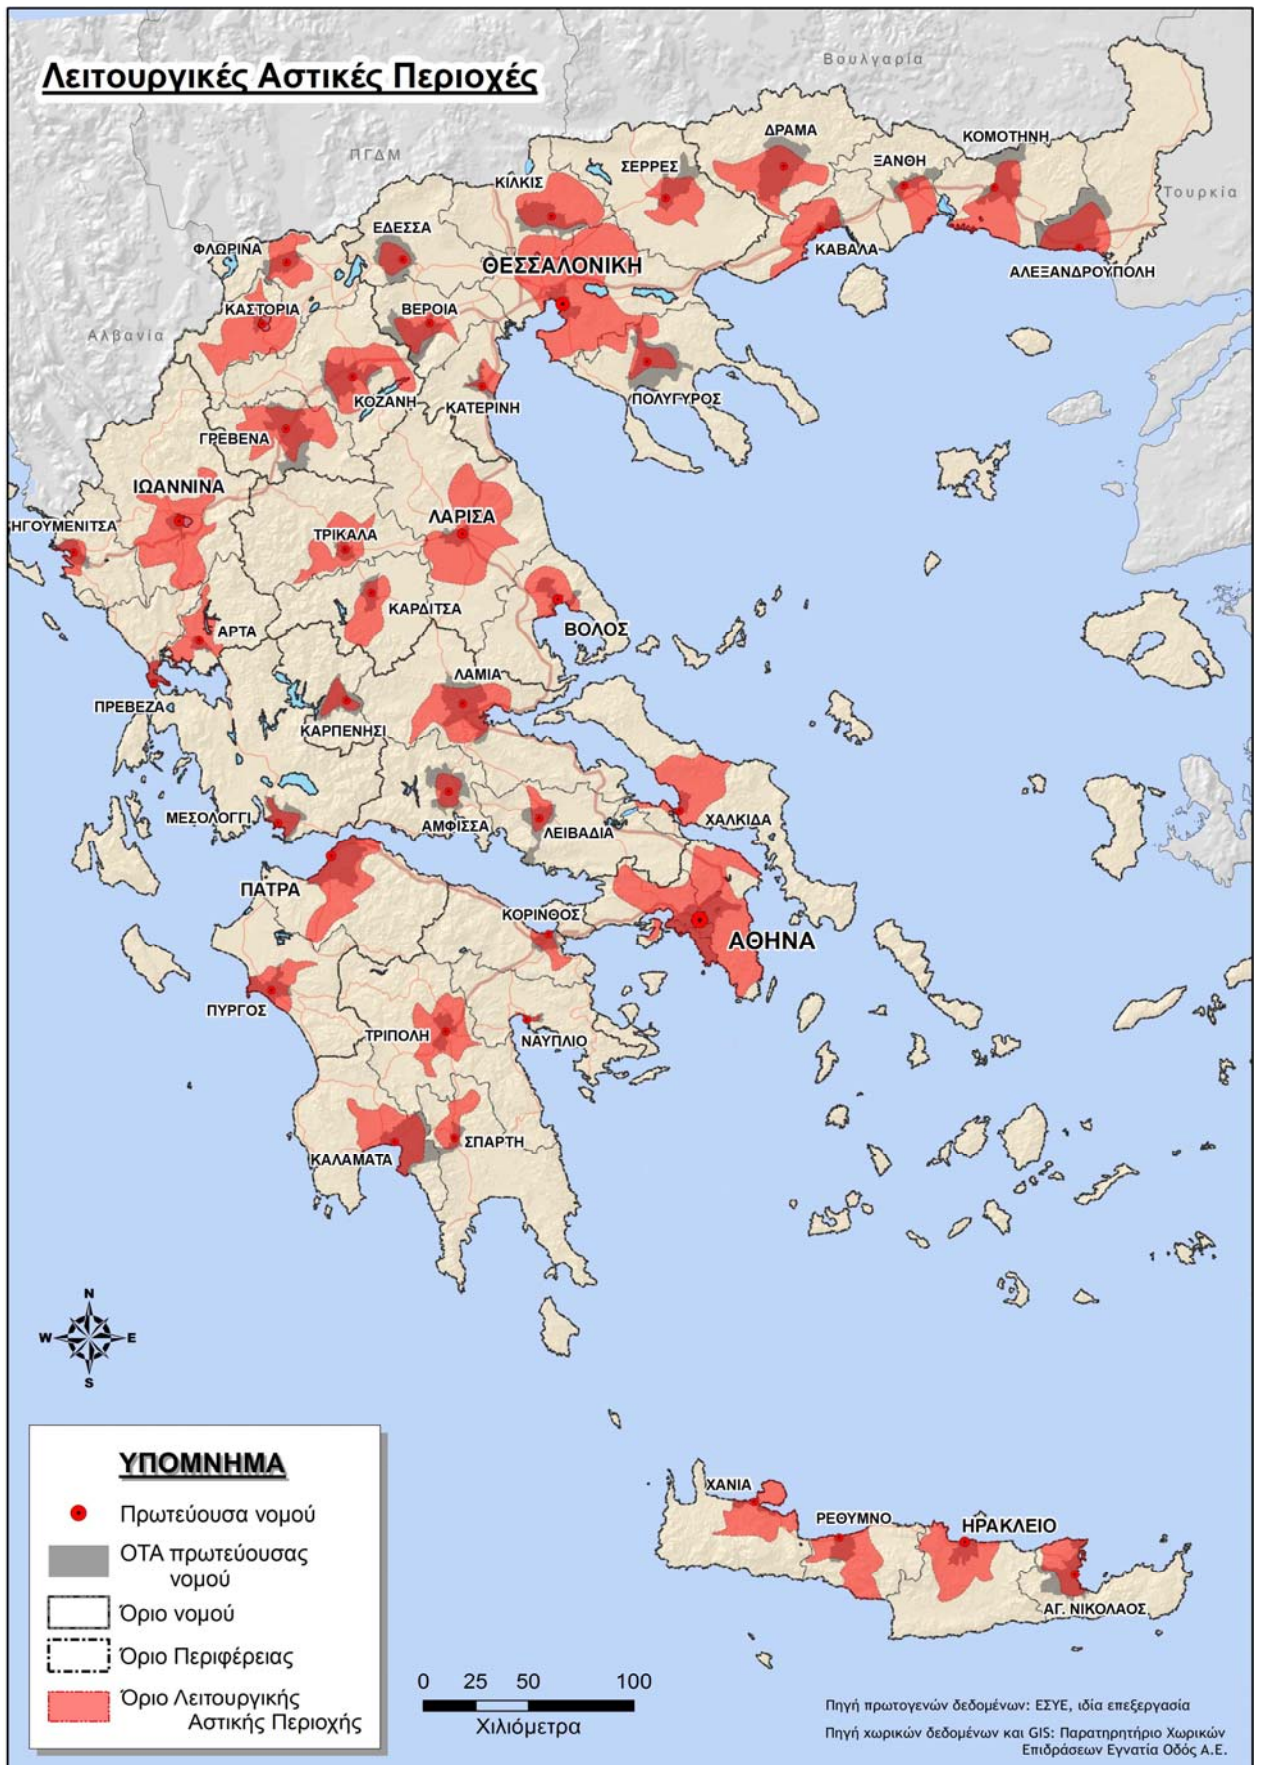 Λειτουργικές Αστικές Περιοχές
Βουλγαρία
ΔΡΑΜΑ
ΚΟΜΟΤΗΝΗ
ΠΓΔΜ
ΣΕΡΡΕΣ
ΞΑΝΘΗ
ΚΙΛΚΙΣ
Τουρκία
ΕΔΕΣΣΑ
ΦΛΩΡΙΝΑ
ΚΑΒΑΛΑ
ΘΕΣΣΑΛΟΝΙΚΗ
ΑΛΕΞΑΝΔΡΟΥΠΟΛΗ
ΚΑΣΤΟΡΙΑ
ΒΕΡΟΙΑ
Αλβανία
ΚΟΖΑΝΗ
ΚΑΤΕΡΙΝΗ
ΠΟΛΥΓΥΡΟΣ
ΓΡΕΒΕΝΑ
ΙΩΑΝΝΙΝΑ
ΛΑΡΙΣΑ
ΗΓΟΥΜΕΝΙΤΣΑ
ΤΡΙΚΑΛΑ
ΚΑΡΔΙΤΣΑ
ΑΡΤΑ
ΒΟΛΟΣ
ΛΑΜΙΑ
ΠΡΕΒΕΖΑ
ΚΑΡΠΕΝΗΣΙ
ΜΕΣΟΛΟΓΓΙ
ΑΜΦΙΣΣΑ
ΛΕΙΒΑΔΙΑ
ΧΑΛΚΙΔΑ
ΠΑΤΡΑ
ΚΟΡΙΝΘΟΣ
ΑΘΗΝΑ
ΠΥΡΓΟΣ
ΤΡΙΠΟΛΗ
ΝΑΥΠΛΙΟ
ΣΠΑΡΤΗ
ΚΑΛΑΜΑΤΑ
N
W E
S
ΥΠΟΜΝΗΜΑ
Πρωτεύουσα νομού
ΟΤΑ πρωτεύουσας
νομού
Όριο νομού
Όριο Περιφέρειας
Όριο Λειτουργικής
Αστικής Περιοχής
ΧΑΝΙΑ
ΡΕΘΥΜΝΟ
ΗΡΑΚΛΕΙΟ
ΑΓ. ΝΙΚΟΛΑΟΣ
0 25 50 100
Χιλιόμετρα
Πηγή πρωτογενών δεδομένων: ΕΣΥΕ, ιδία επεξεργασία
Πηγή χωρικών δεδομένων και GIS: Παρατηρητήριο Χωρικών
Επιδράσεων Εγνατία Οδός Α.Ε.